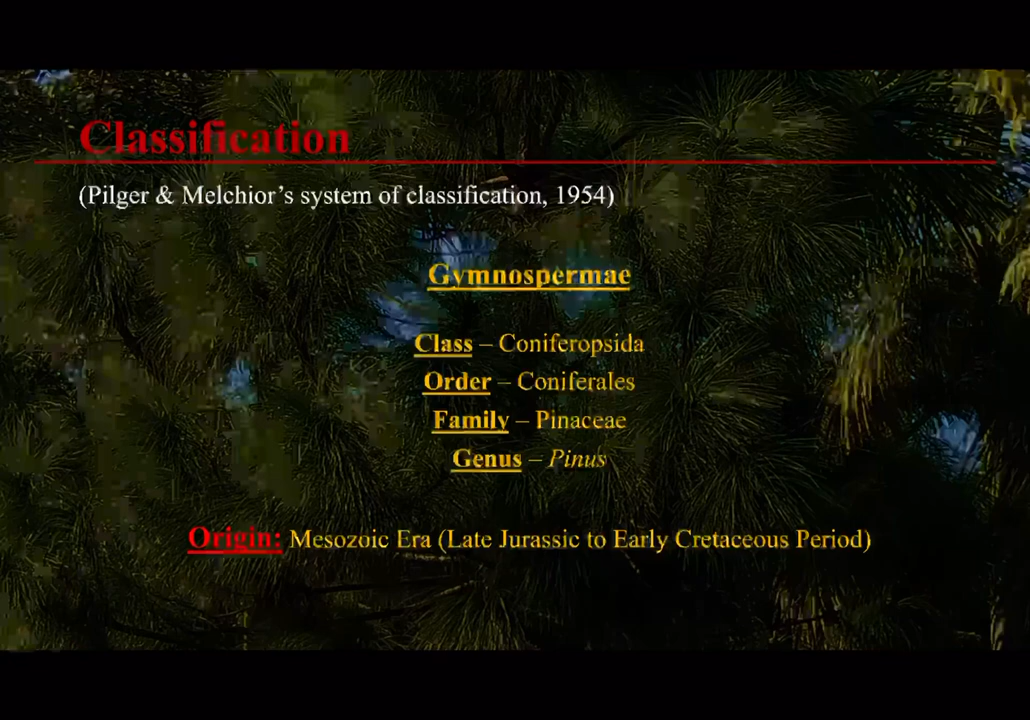 Classification
(Pilger & Melchior’s system of classification, 1954)
Gymnospermae
Class – Coniferopsida
Order – Coniferales
Family – Pinaceae
Genus – Pinus
Origin: Mesozoic Era (Late Jurassic to Early Cretaceous Period)